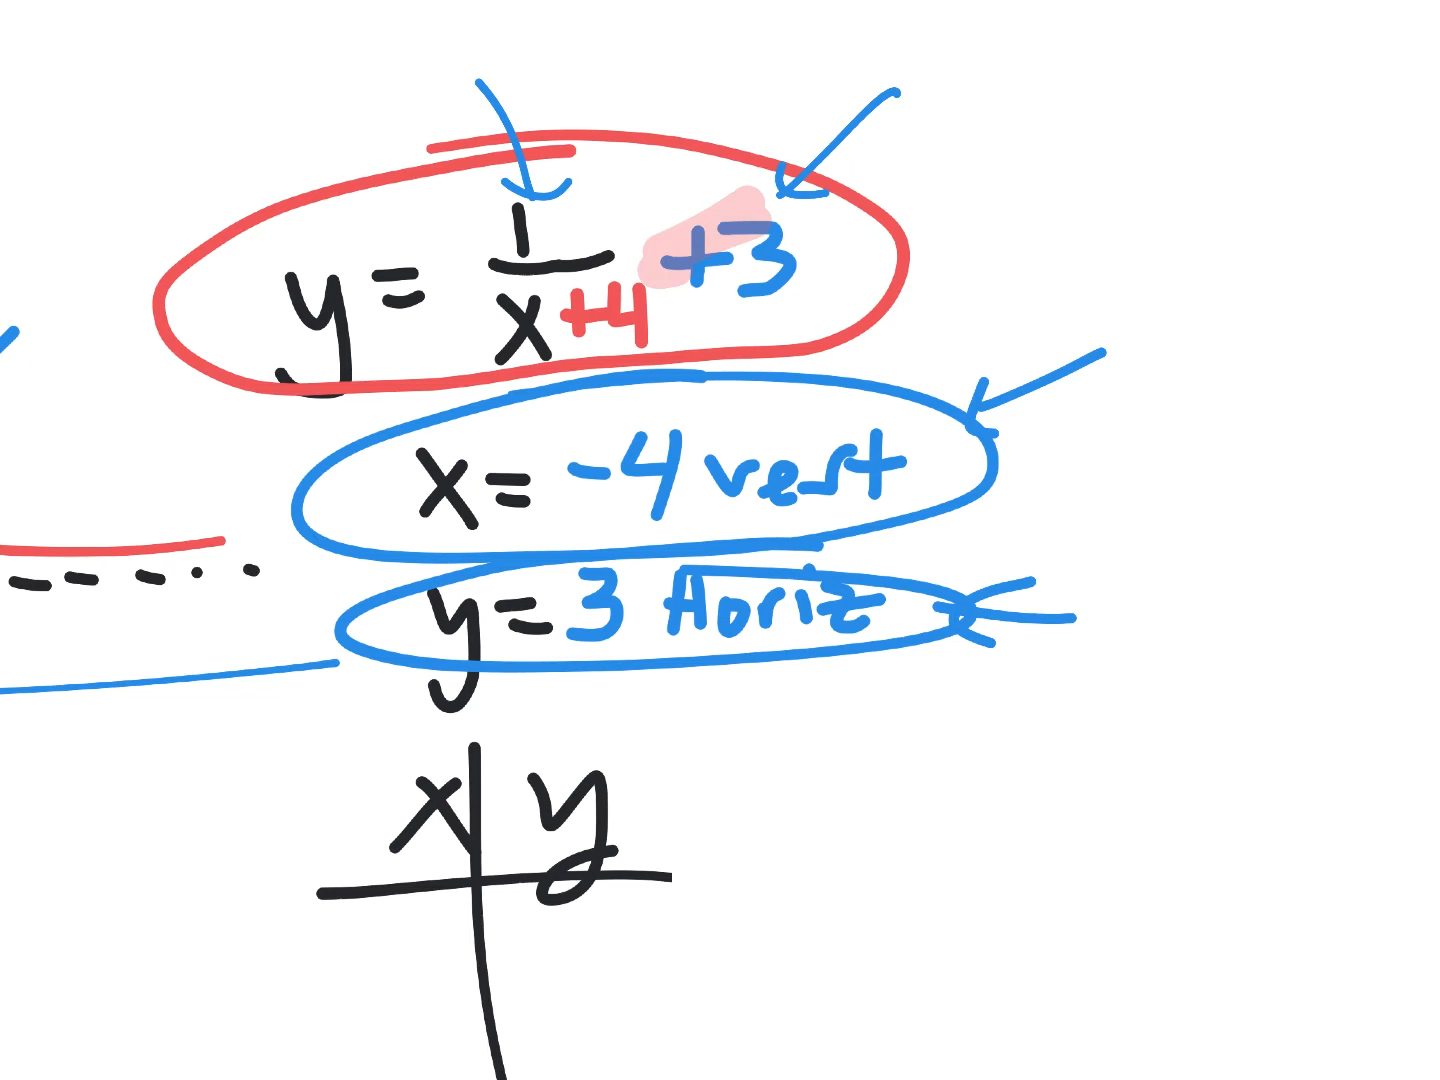 y = 1/(x+4) +3
x = -4 vert
y = 3 Horiz
x | y